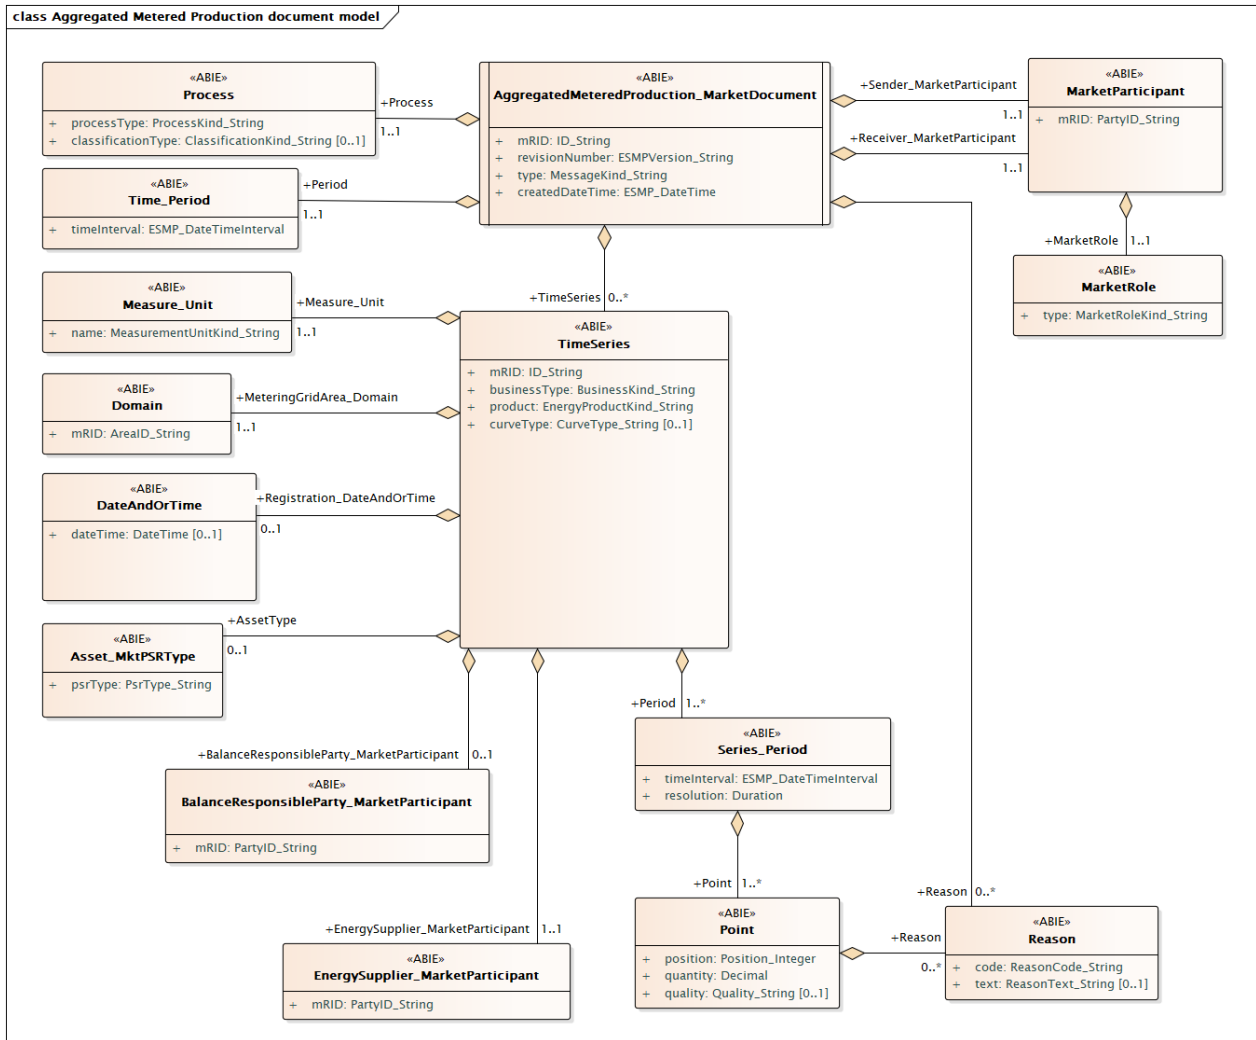 class Aggregated Metered Production document model
«ABIE»
Process
+ processType: ProcessKind_String
+ classificationType: ClassificationKind_String [0..1]
+Process
1..1
«ABIE»
AggregatedMeteredProduction_MarketDocument
+ mRID: ID_String
+ revisionNumber: ESMPVersion_String
+ type: MessageKind_String
+ createdDateTime: ESMP_DateTime
+Sender_MarketParticipant
1..1
+Receiver_MarketParticipant
1..1
«ABIE»
MarketParticipant
+ mRID: PartyID_String
«ABIE»
Time_Period
+ timeInterval: ESMP_DateTimeInterval
+Period
1..1
+MarketRole 1..1
«ABIE»
MarketRole
+ type: MarketRoleKind_String
+TimeSeries 0..*
«ABIE»
Measure_Unit
+ name: MeasurementUnitKind_String
+Measure_Unit
1..1
«ABIE»
TimeSeries
+ mRID: ID_String
+ businessType: BusinessKind_String
+ product: EnergyProductKind_String
+ curveType: CurveType_String [0..1]
«ABIE»
Domain
+ mRID: AreaID_String
+MeteringGridArea_Domain
1..1
«ABIE»
DateAndOrTime
+ dateTime: DateTime [0..1]
+Registration_DateAndOrTime
0..1
«ABIE»
Asset_MktPSRType
+ psrType: PsrType_String
+AssetType
0..1
+BalanceResponsibleParty_MarketParticipant 0..1
«ABIE»
BalanceResponsibleParty_MarketParticipant
+ mRID: PartyID_String
+Period 1..*
«ABIE»
Series_Period
+ timeInterval: ESMP_DateTimeInterval
+ resolution: Duration
+EnergySupplier_MarketParticipant 1..1
«ABIE»
EnergySupplier_MarketParticipant
+ mRID: PartyID_String
+Point 1..*
«ABIE»
Point
+ position: Position_Integer
+ quantity: Decimal
+ quality: Quality_String [0..1]
+Reason
0..*
+Reason 0..*
«ABIE»
Reason
+ code: ReasonCode_String
+ text: ReasonText_String [0..1]